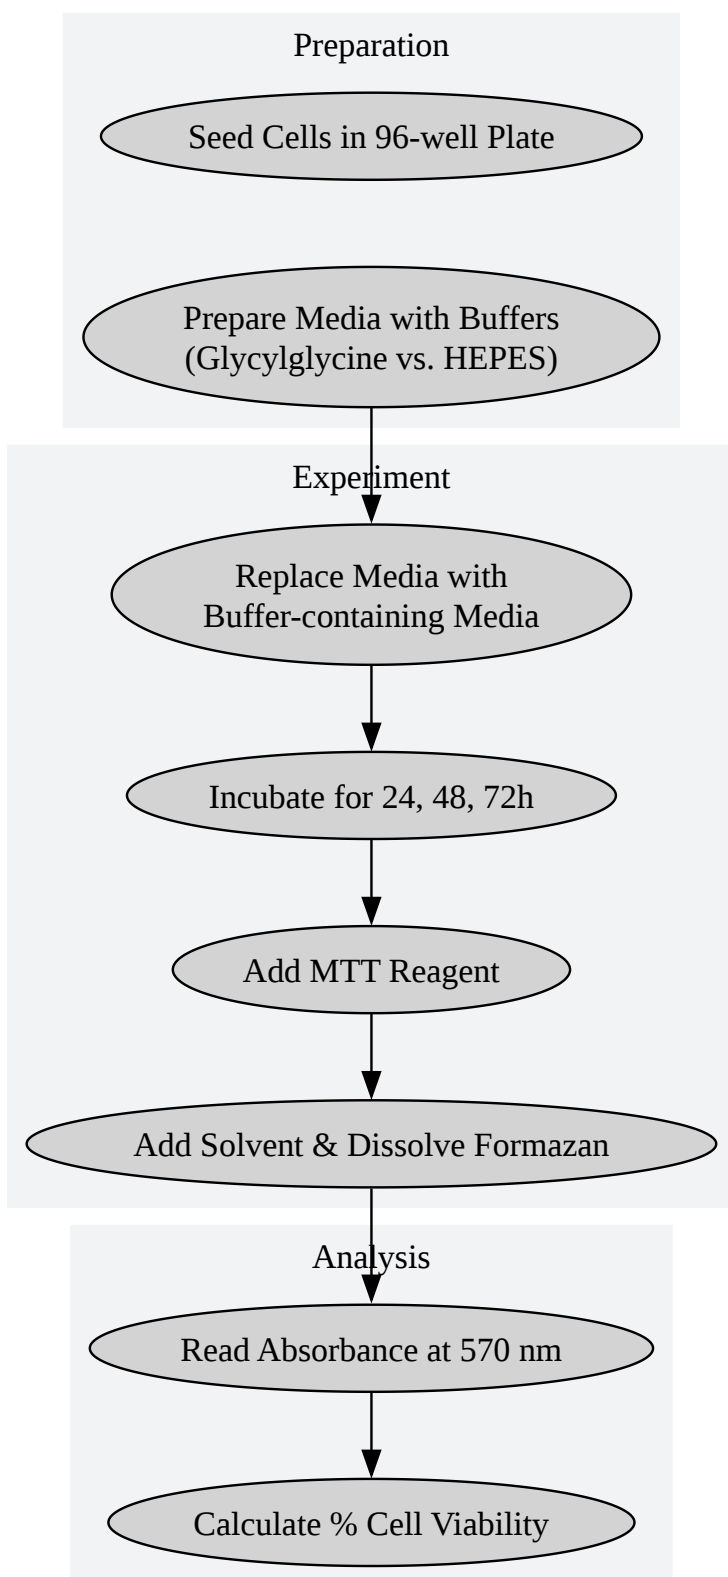 Preparation
Seed Cells in 96-well Plate
Prepare Media with Buffers
(Glycylglycine vs. HEPES)
Experiment
Replace Media with
Buffer-containing Media
Incubate for 24, 48, 72h
Add MTT Reagent
Add Solvent & Dissolve Formazan
Analysis
Read Absorbance at 570 nm
Calculate % Cell Viability